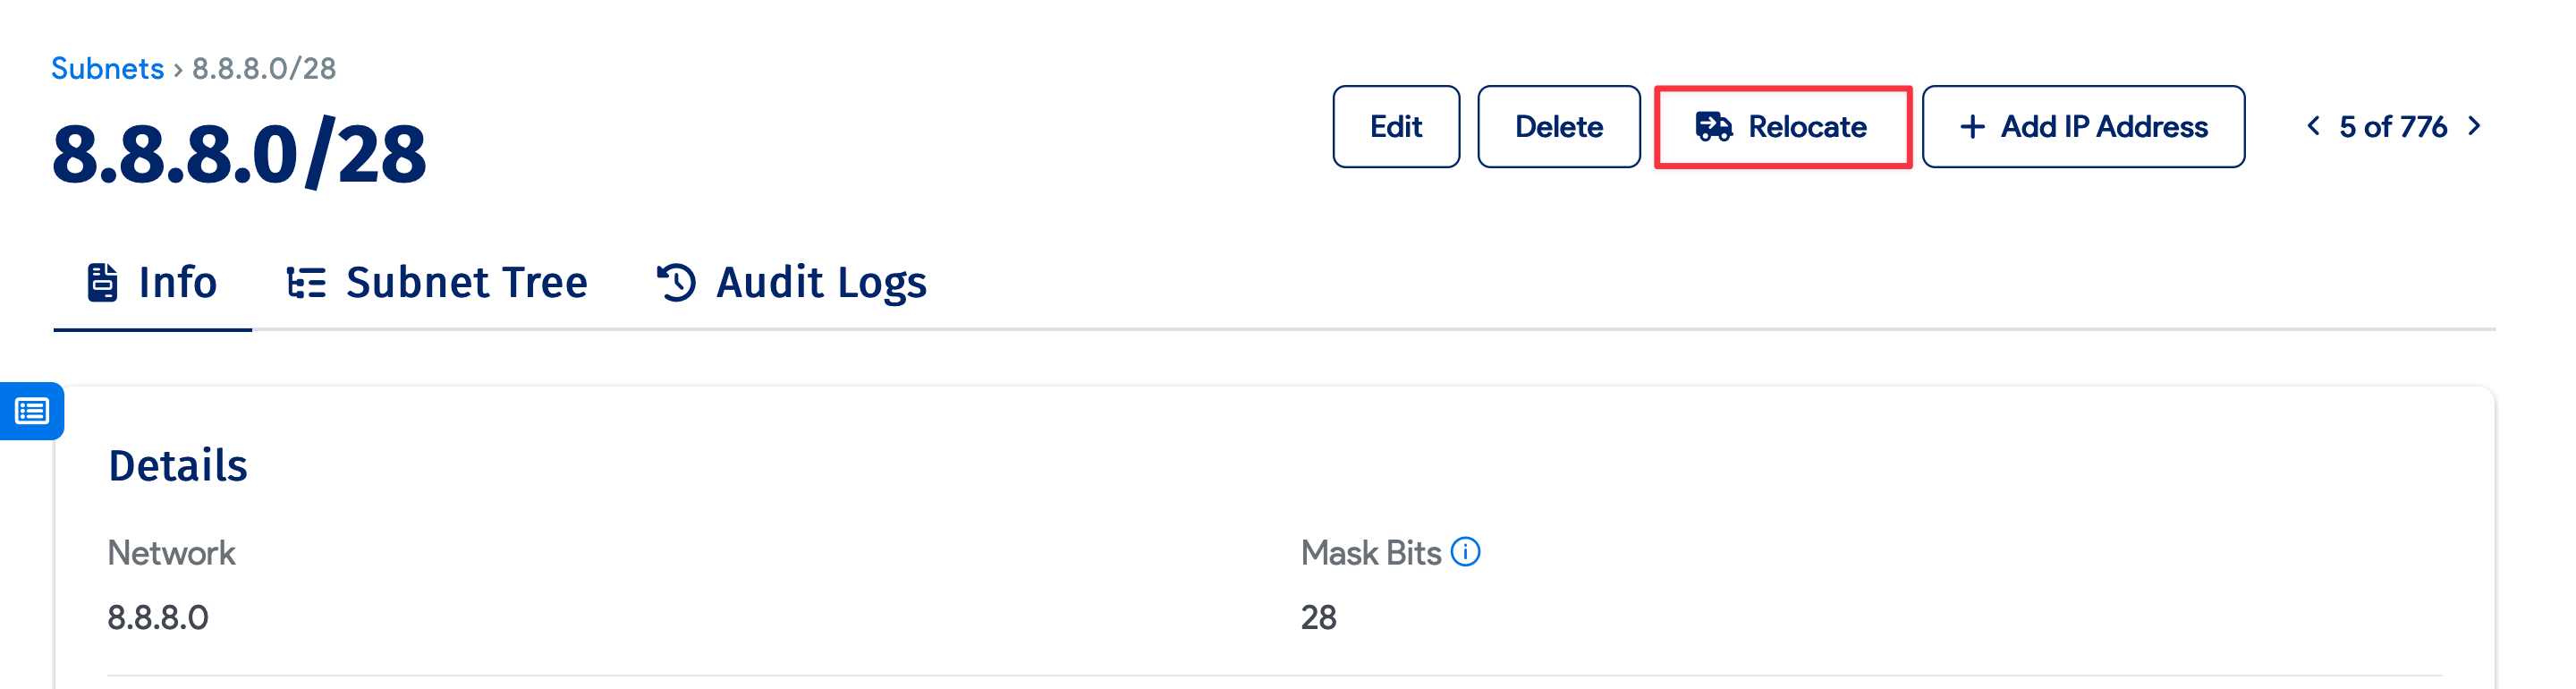 Subnets › 8.8.8.0/28
8.8.8.0/28
Edit
Delete
Relocate
+ Add IP Address
‹ 5 of 776 ›
Info
Subnet Tree
Audit Logs
Details
Network
8.8.8.0
Mask Bits
28